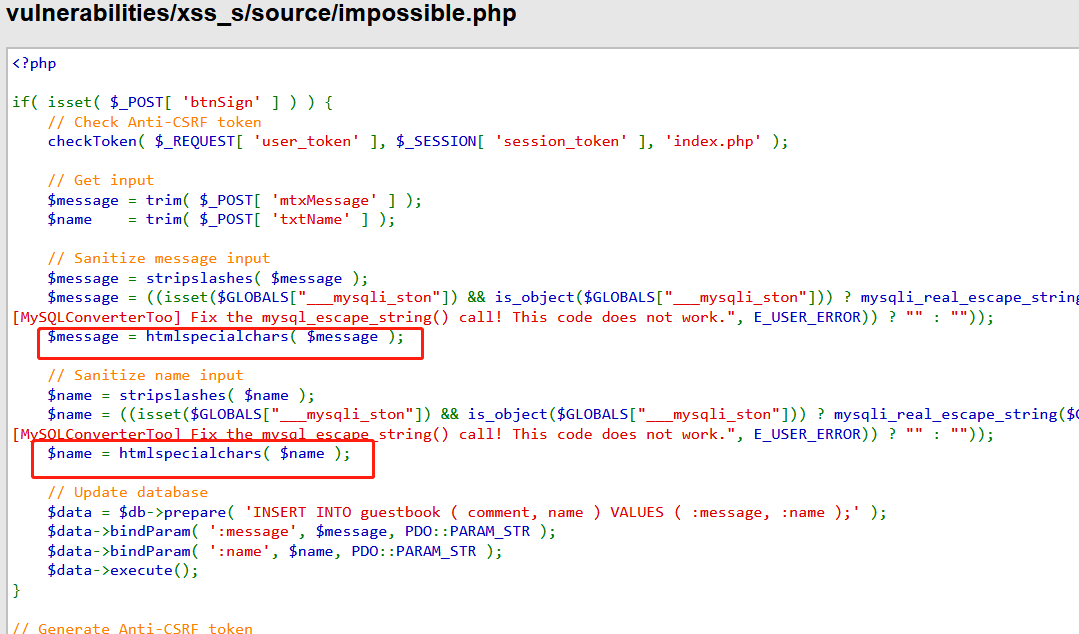 vulnerabilities/xss_s/source/impossible.php
<?php
if( isset( $_POST[ 'btnSign' ] ) ) {
    // Check Anti-CSRF token
    checkToken( $_REQUEST[ 'user_token' ], $_SESSION[ 'session_token' ], 'index.php' );
    // Get input
    $message = trim( $_POST[ 'mtxMessage' ] );
    $name    = trim( $_POST[ 'txtName' ] );
    // Sanitize message input
    $message = stripslashes( $message );
    $message = ((isset($GLOBALS["___mysqli_ston"]) && is_object($GLOBALS["___mysqli_ston"])) ? mysqli_real_escape_string
[MySQLConverterToo] Fix the mysql_escape_string() call! This code does not work.", E_USER_ERROR)) ? "" : ""));
    $message = htmlspecialchars( $message );
    // Sanitize name input
    $name = stripslashes( $name );
    $name = ((isset($GLOBALS["___mysqli_ston"]) && is_object($GLOBALS["___mysqli_ston"])) ? mysqli_real_escape_string($G
[MySQLConverterToo] Fix the mysql_escape_string() call! This code does not work.", E_USER_ERROR)) ? "" : ""));
    $name = htmlspecialchars( $name );
    // Update database
    $data = $db->prepare( 'INSERT INTO guestbook ( comment, name ) VALUES ( :message, :name );' );
    $data->bindParam( ':message', $message, PDO::PARAM_STR );
    $data->bindParam( ':name', $name, PDO::PARAM_STR );
    $data->execute();
}
// Generate Anti-CSRF token